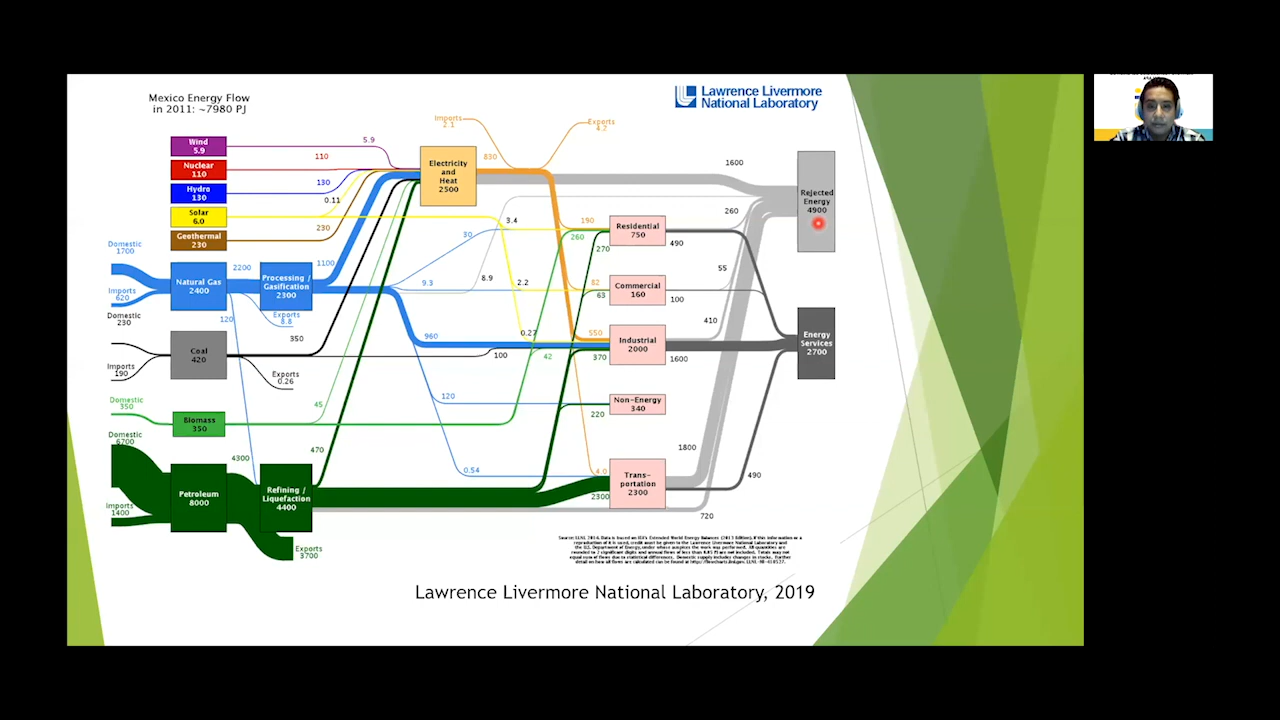 Mexico Energy Flow
in 2011: ~7980 PJ
Lawrence Livermore
National Laboratory
Imports
2.1
Exports
4.2
Wind
5.9
5.9
Nuclear
110
110
Hydro
130
130
Solar
6.0
0.11
Geothermal
230
230
Electricity
and
Heat
2500
830
1600
Rejected
Energy
4900
260
3.4
190
260
Residential
750
490
270
Domestic
1700
Imports
620
Natural Gas
2400
2200
Processing /
Gasification
2300
1100
30
9.3
8.9
2.2
82
63
Commercial
160
55
100
Exports
8.8
120
Domestic
230
Coal
420
350
Imports
190
Exports
0.26
960
0.27
100
42
550
370
Industrial
2000
410
1600
Energy
Services
2700
Domestic
350
Biomass
350
45
120
Non-Energy
340
220
Domestic
6700
Imports
1400
Petroleum
8000
4300
Refining /
Liquefaction
4400
470
Exports
3700
0.54
4.0
2300
Trans-
portation
2300
1800
490
720
Lawrence Livermore National Laboratory, 2019